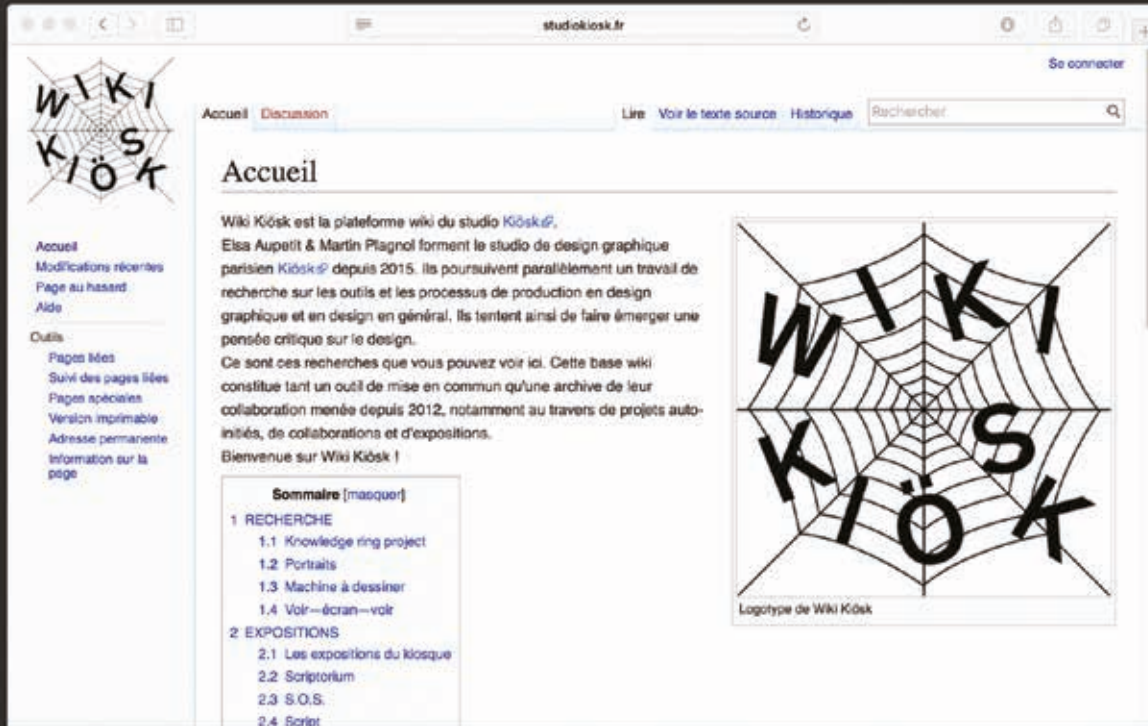 studiokiosk.fr
Se connecter
WIKI
KIÖSK
Accueil Discussion
Lire Voir le texte source Historique Rechercher
Accueil
Wiki Kiösk est la plateforme wiki du studio Kiösk.
Elsa Aupetit & Martin Plagnol forment le studio de design graphique
parisien Kiösk depuis 2015. Ils poursuivent parallèlement un travail de
recherche sur les outils et les processus de production en design
graphique et en design en général. Ils tentent ainsi de faire émerger une
pensée critique sur le design.
Ce sont ces recherches que vous pouvez voir ici. Cette base wiki
constitue tant un outil de mise en commun qu'une archive de leur
collaboration menée depuis 2012, notamment au travers de projets auto-
initiés, de collaborations et d'expositions.
Bienvenue sur Wiki Kiösk !
Accueil
Modifications récentes
Page au hasard
Aide
Outils
Pages liées
Suivi des pages liées
Pages spéciales
Version imprimable
Adresse permanente
Information sur la
page
Sommaire [masquer]
1 RECHERCHE
1.1 Knowledge ring project
1.2 Portraits
1.3 Machine à dessiner
1.4 Voir—écran—voir
2 EXPOSITIONS
2.1 Les expositions du kiosque
2.2 Scriptorium
2.3 S.O.S.
2.4 Script
WIKI
KIÖSK
Logotype de Wiki Kiösk